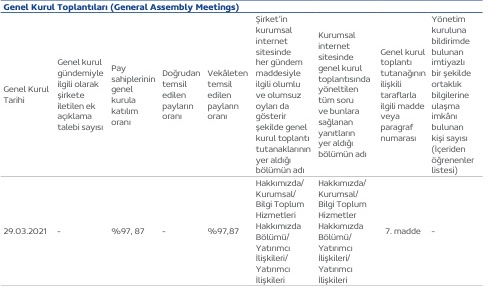 Genel Kurul Toplantıları (General Assembly Meetings)
Genel Kurul
Tarihi
Genel kurul
gündemiyle
ilgili olarak
şirkete
iletilen ek
açıklama
talebi sayısı
Pay
sahiplerinin
genel
kurula
katılım
oranı
Doğrudan
temsil
edilen
payların
oranı
Vekâleten
temsil
edilen
payların
oranı
Şirket’in
kurumsal
internet
sitesinde
her gündem
maddesiyle
ilgili olumlu
ve olumsuz
oyları da
gösterir
şekilde genel
kurul toplantı
tutanaklarının
yer aldığı
bölümün adı
Kurumsal
internet
sitesinde
genel kurul
toplantısında
yöneltilen
tüm soru
ve bunlara
sağlanan
yanıtların
yer aldığı
bölümün adı
Genel kurul
toplantı
tutanağının
ilişkili
taraflarla
ilgili madde
veya
paragraf
numarası
Yönetim
kuruluna
bildirimde
bulunan
imtiyazlı
bir şekilde
ortaklık
bilgilerine
ulaşma
imkânı
bulunan
kişi sayısı
(İçeriden
öğrenenler
listesi)
29.03.2021
-
%97, 87
-
%97,87
Hakkımızda/
Kurumsal/
Bilgi Toplum
Hizmetleri
Hakkımızda
Bölümü/
Yatırımcı
İlişkileri/
Yatırımcı
İlişkileri
Hakkımızda/
Kurumsal/
Bilgi Toplum
Hizmetler
Hakkımızda
Bölümü/
Yatırımcı
İlişkileri/
Yatırımcı
İlişkileri
7. madde
-